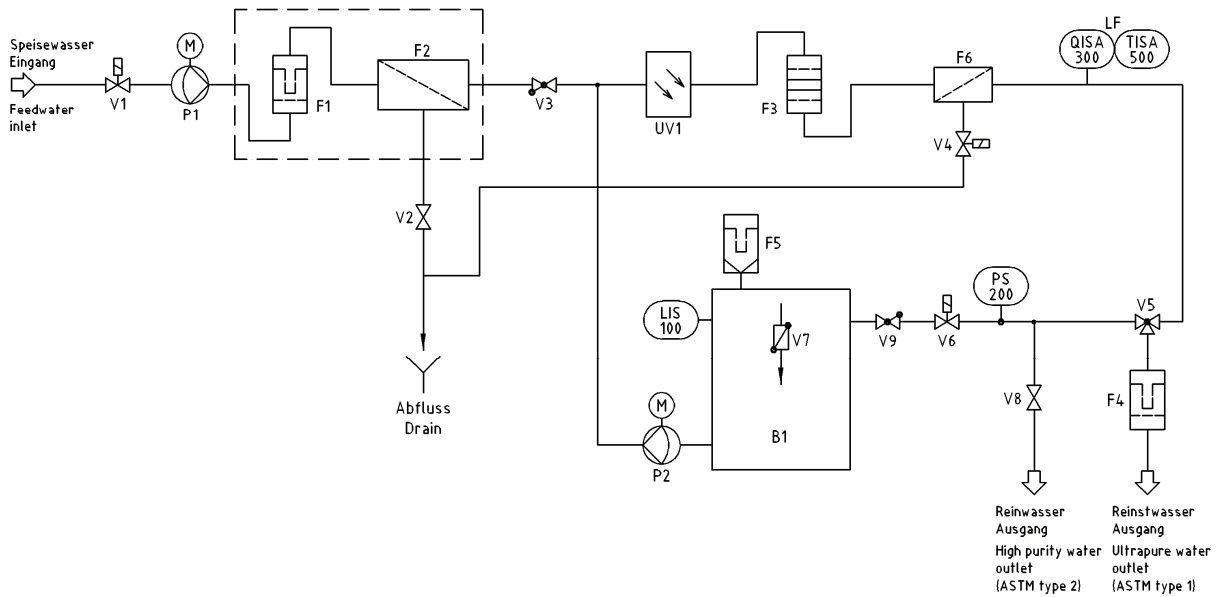 Speisewasser
Eingang
Feedwater
inlet
V1
M
P1
F1
F2
V3
UV1
F3
F6
LF
QISA
300
TISA
500
V4
V2
F5
LIS
100
V7
B1
V9
V6
PS
200
V5
V8
F4
M
P2
Abfluss
Drain
Reinwasser
Ausgang
High purity water
outlet
(ASTM type 2)
Reinstwasser
Ausgang
Ultrapure water
outlet
(ASTM type 1)